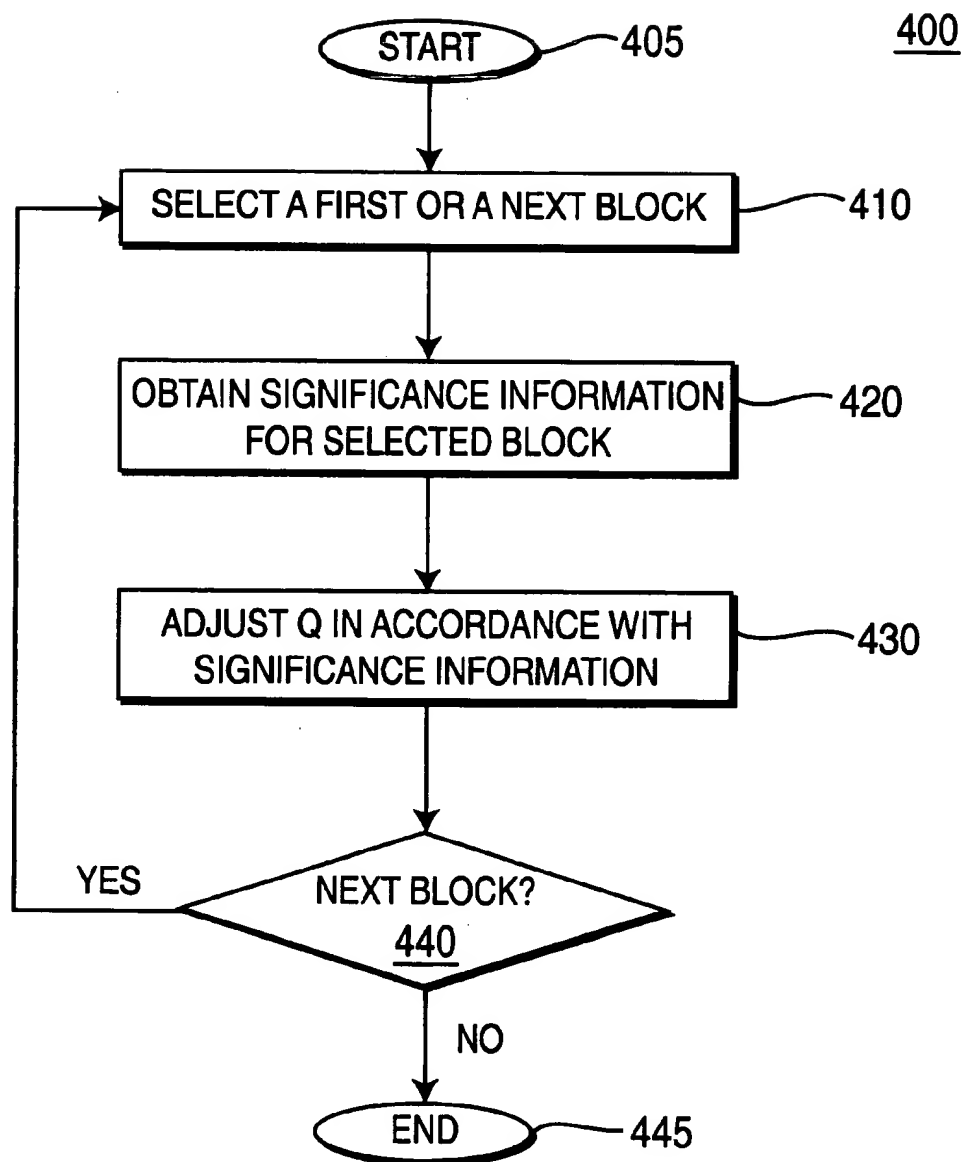 START
405
400
SELECT A FIRST OR A NEXT BLOCK
410
OBTAIN SIGNIFICANCE INFORMATION
FOR SELECTED BLOCK
420
ADJUST Q IN ACCORDANCE WITH
SIGNIFICANCE INFORMATION
430
YES
NEXT BLOCK?
440
NO
END
445